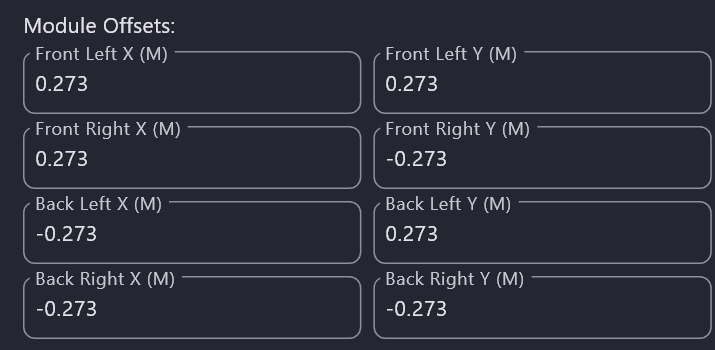 Module Offsets:
Front Left X (M) Front Left Y (M)
0.273 0.273
Front Right X (M) Front Right Y (M)
0.273 -0.273
Back Left X (M) Back Left Y (M)
-0.273 0.273
Back Right X (M) Back Right Y (M)
-0.273 -0.273